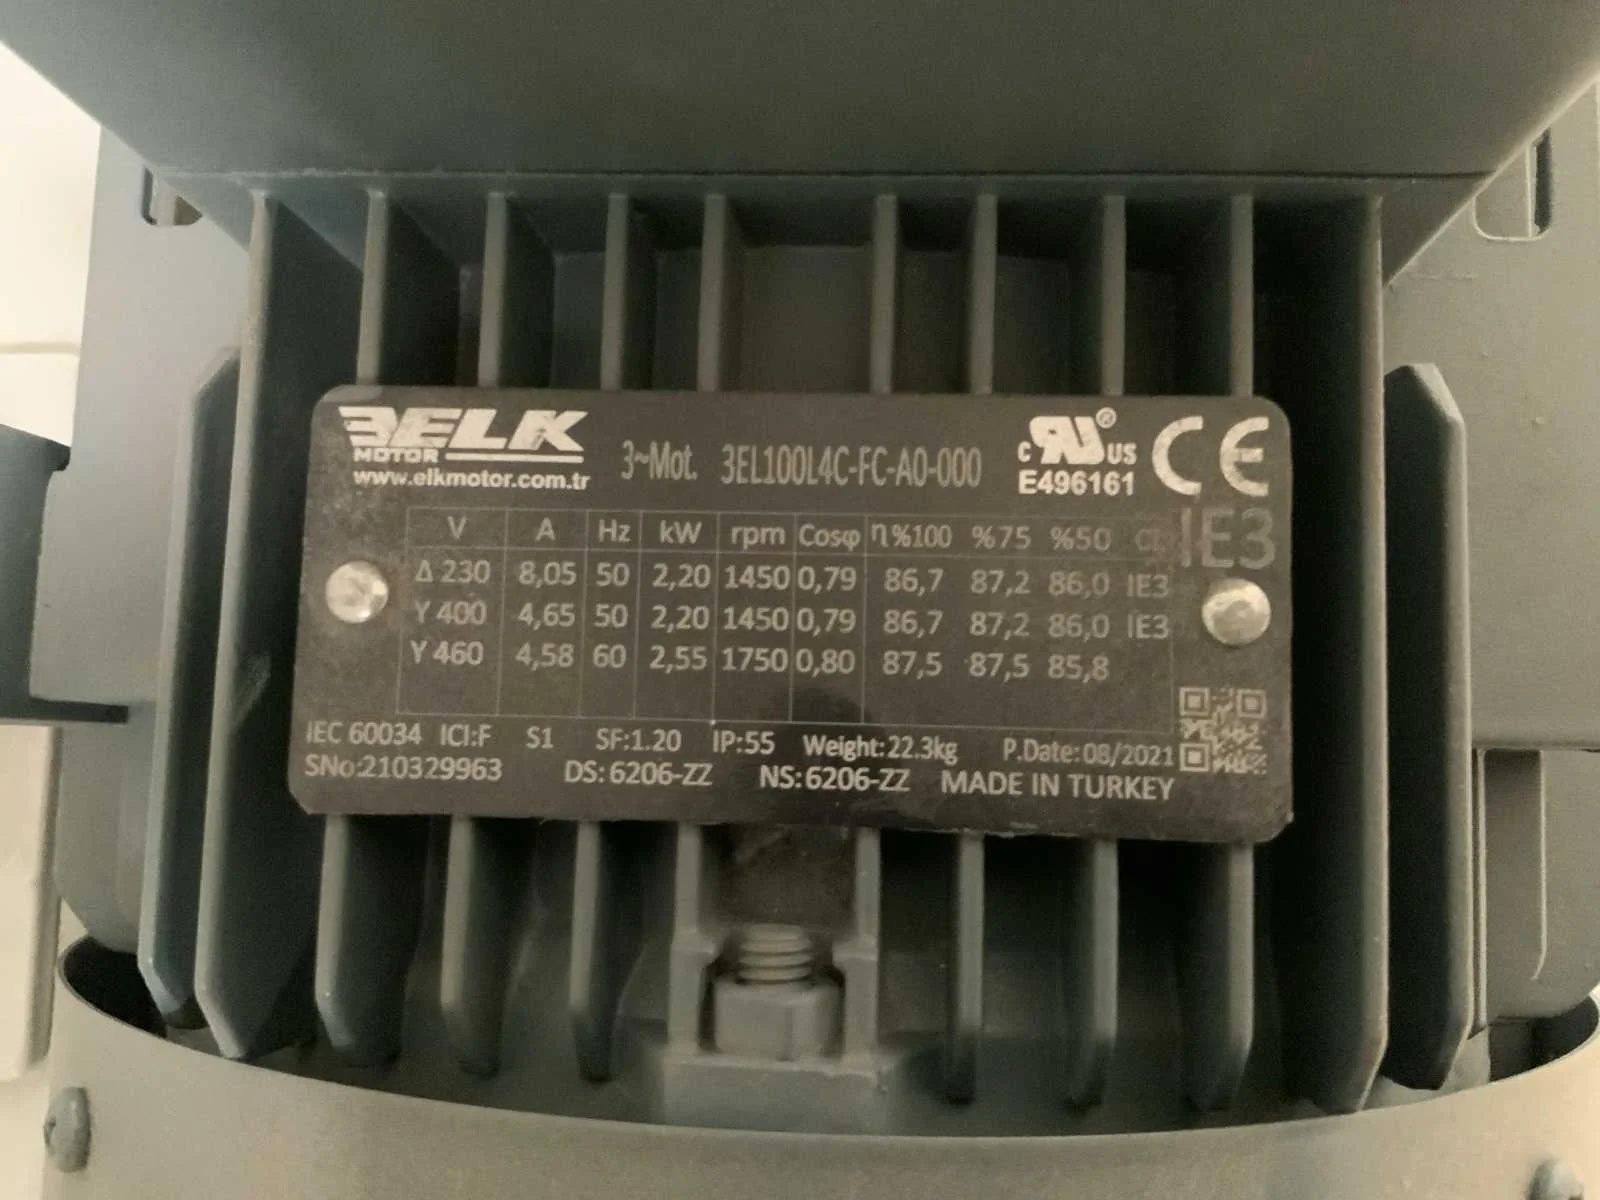 ELK
MOTOR
www.elkmotor.com.tr
3~Mot. 3EL100L4C-FC-A0-000
c UR ® US
E496161
CE
IE3
V A Hz kW rpm Cosφ η%100 %75 %50 CL
Δ 230 8,05 50 2,20 1450 0,79 86,7 87,2 86,0 IE3
Y 400 4,65 50 2,20 1450 0,79 86,7 87,2 86,0 IE3
Y 460 4,58 60 2,55 1750 0,80 87,5 87,5 85,8
IEC 60034 ICl:F S1 SF:1.20 IP:55 Weight:22.3kg P.Date:08/2021
SNo:210329963 DS:6206-ZZ NS:6206-ZZ MADE IN TURKEY